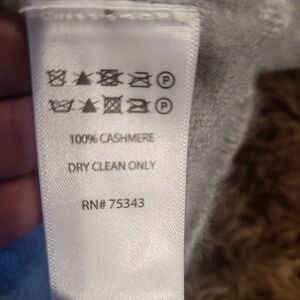 100% CASHMERE
DRY CLEAN ONLY
RN# 75343